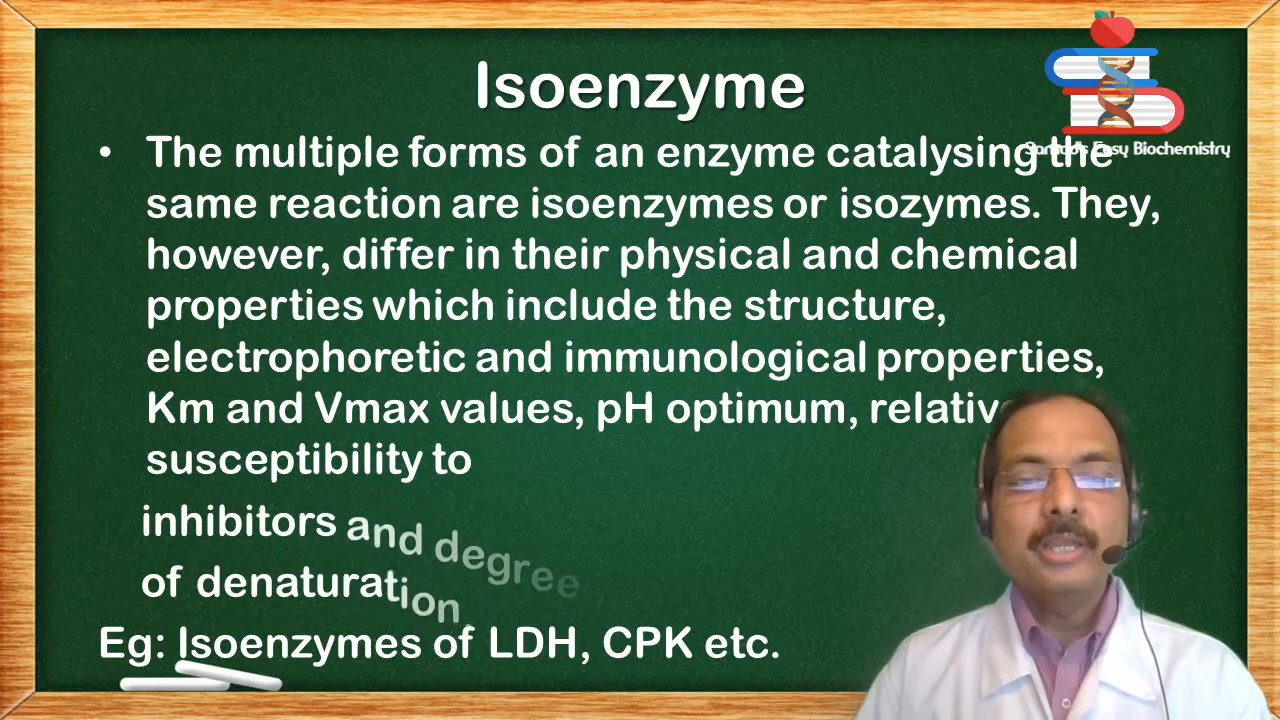 Isoenzyme
• The multiple forms of an enzyme catalysing the
Easy Biochemistry
same reaction are isoenzymes or isozymes. They,
however, differ in their physical and chemical
properties which include the structure,
electrophoretic and immunological properties,
Km and Vmax values, pH optimum, relativ
susceptibility to
inhibitors and degree
of denaturation.
Eg: Isoenzymes of LDH, CPK etc.